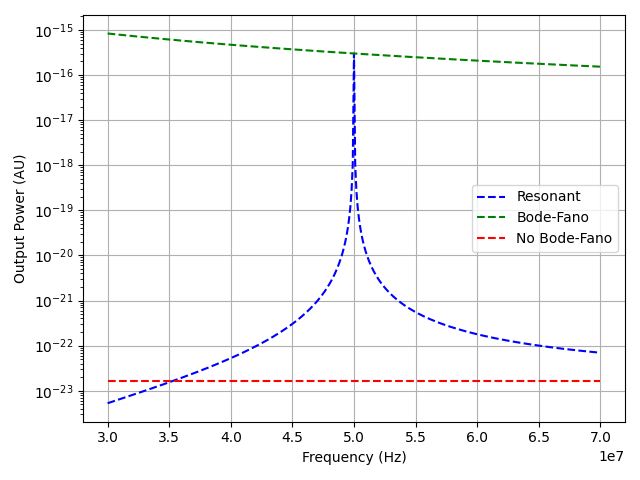 10⁻¹⁵
10⁻¹⁶
10⁻¹⁷
10⁻¹⁸
10⁻¹⁹
10⁻²⁰
10⁻²¹
10⁻²²
10⁻²³
Output Power (AU)
Resonant
Bode-Fano
No Bode-Fano
3.0 3.5 4.0 4.5 5.0 5.5 6.0 6.5 7.0
1e7
Frequency (Hz)